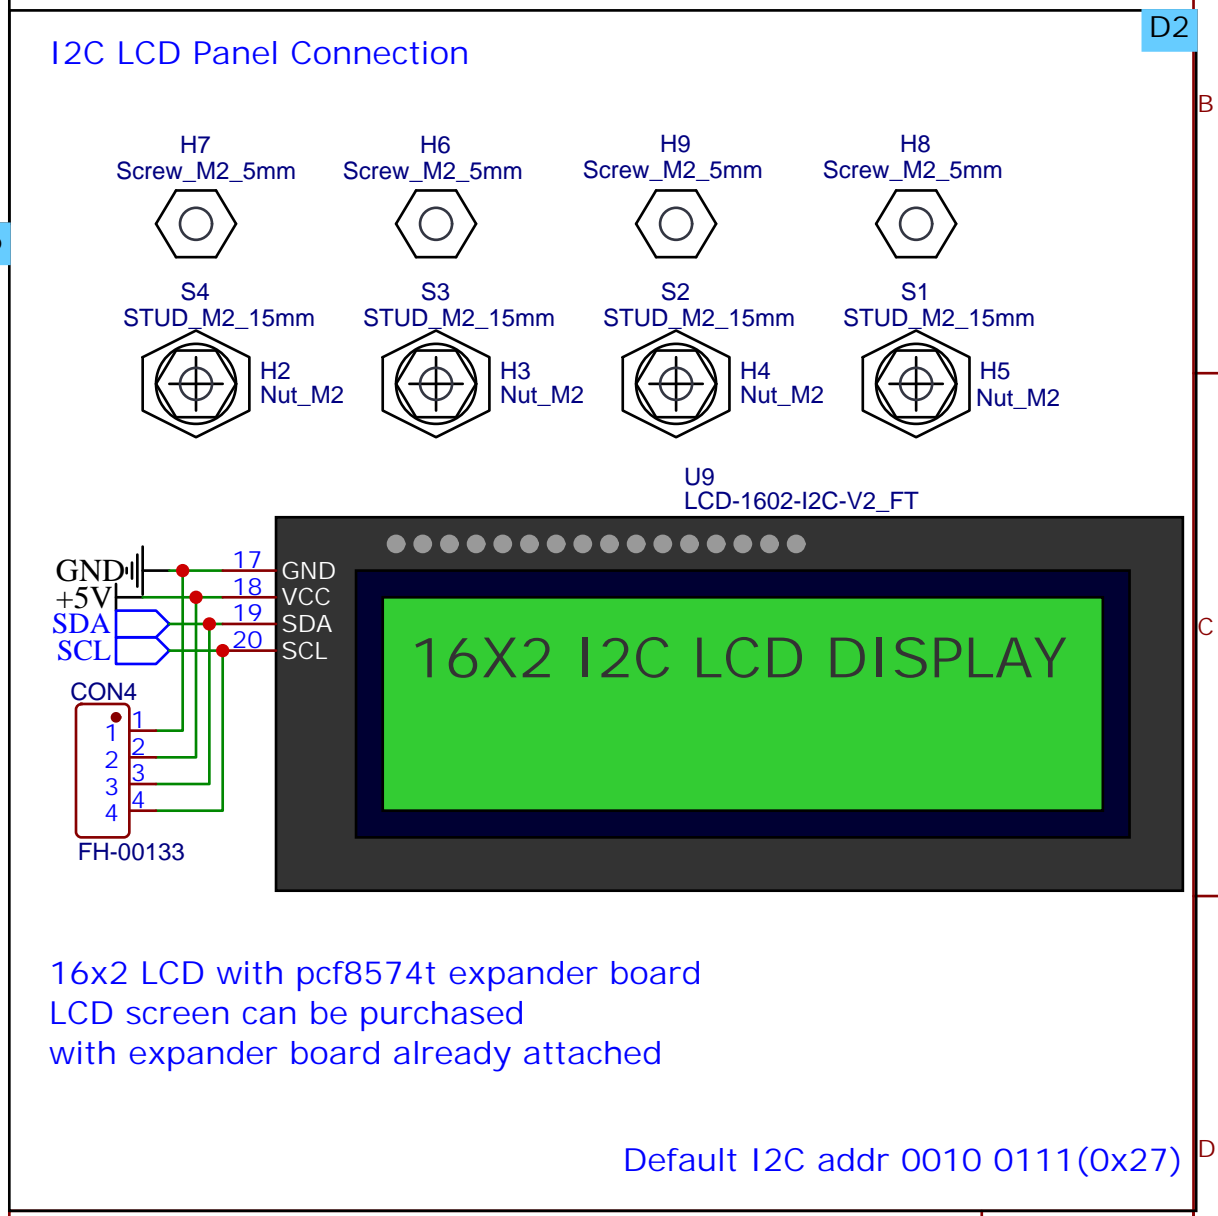 D2
I2C LCD Panel Connection
B
H7
Screw_M2_5mm
H6
Screw_M2_5mm
H9
Screw_M2_5mm
H8
Screw_M2_5mm
S4
STUD_M2_15mm
S3
STUD_M2_15mm
S2
STUD_M2_15mm
S1
STUD_M2_15mm
H2
Nut_M2
H3
Nut_M2
H4
Nut_M2
H5
Nut_M2
U9
LCD-1602-I2C-V2_FT
GND 17 GND
+5V 18 VCC
SDA 19 SDA
SCL 20 SCL
16X2 I2C LCD DISPLAY
C
CON4
1 1
2 2
3 3
4 4
FH-00133
16x2 LCD with pcf8574t expander board
LCD screen can be purchased
with expander board already attached
Default I2C addr 0010 0111(0x27)
D